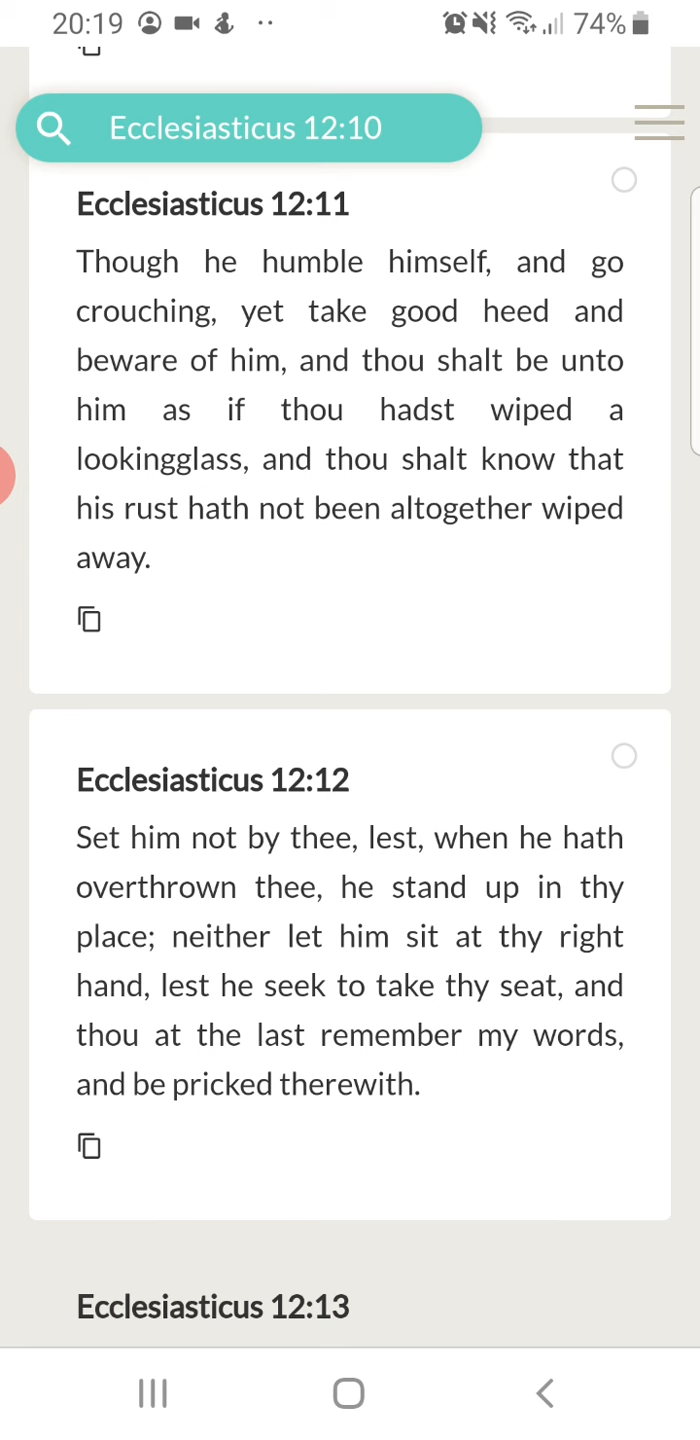 20:19
74%
Ecclesiasticus 12:10
Ecclesiasticus 12:11
Though he humble himself, and go
crouching, yet take good heed and
beware of him, and thou shalt be unto
him as if thou hadst wiped a
lookingglass, and thou shalt know that
his rust hath not been altogether wiped
away.
Ecclesiasticus 12:12
Set him not by thee, lest, when he hath
overthrown thee, he stand up in thy
place; neither let him sit at thy right
hand, lest he seek to take thy seat, and
thou at the last remember my words,
and be pricked therewith.
Ecclesiasticus 12:13